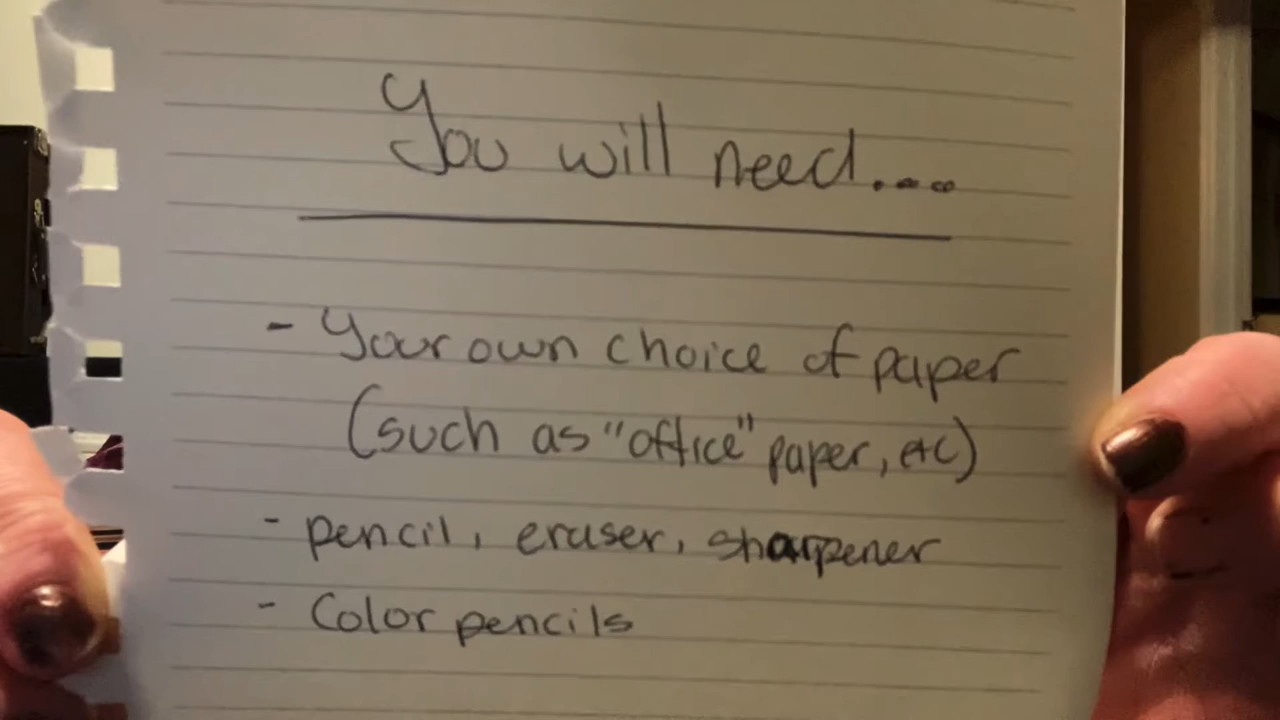 You will need....
- Your own choice of paper
(such as "office" paper, etc)
- pencil, eraser, sharpener
- Color pencils